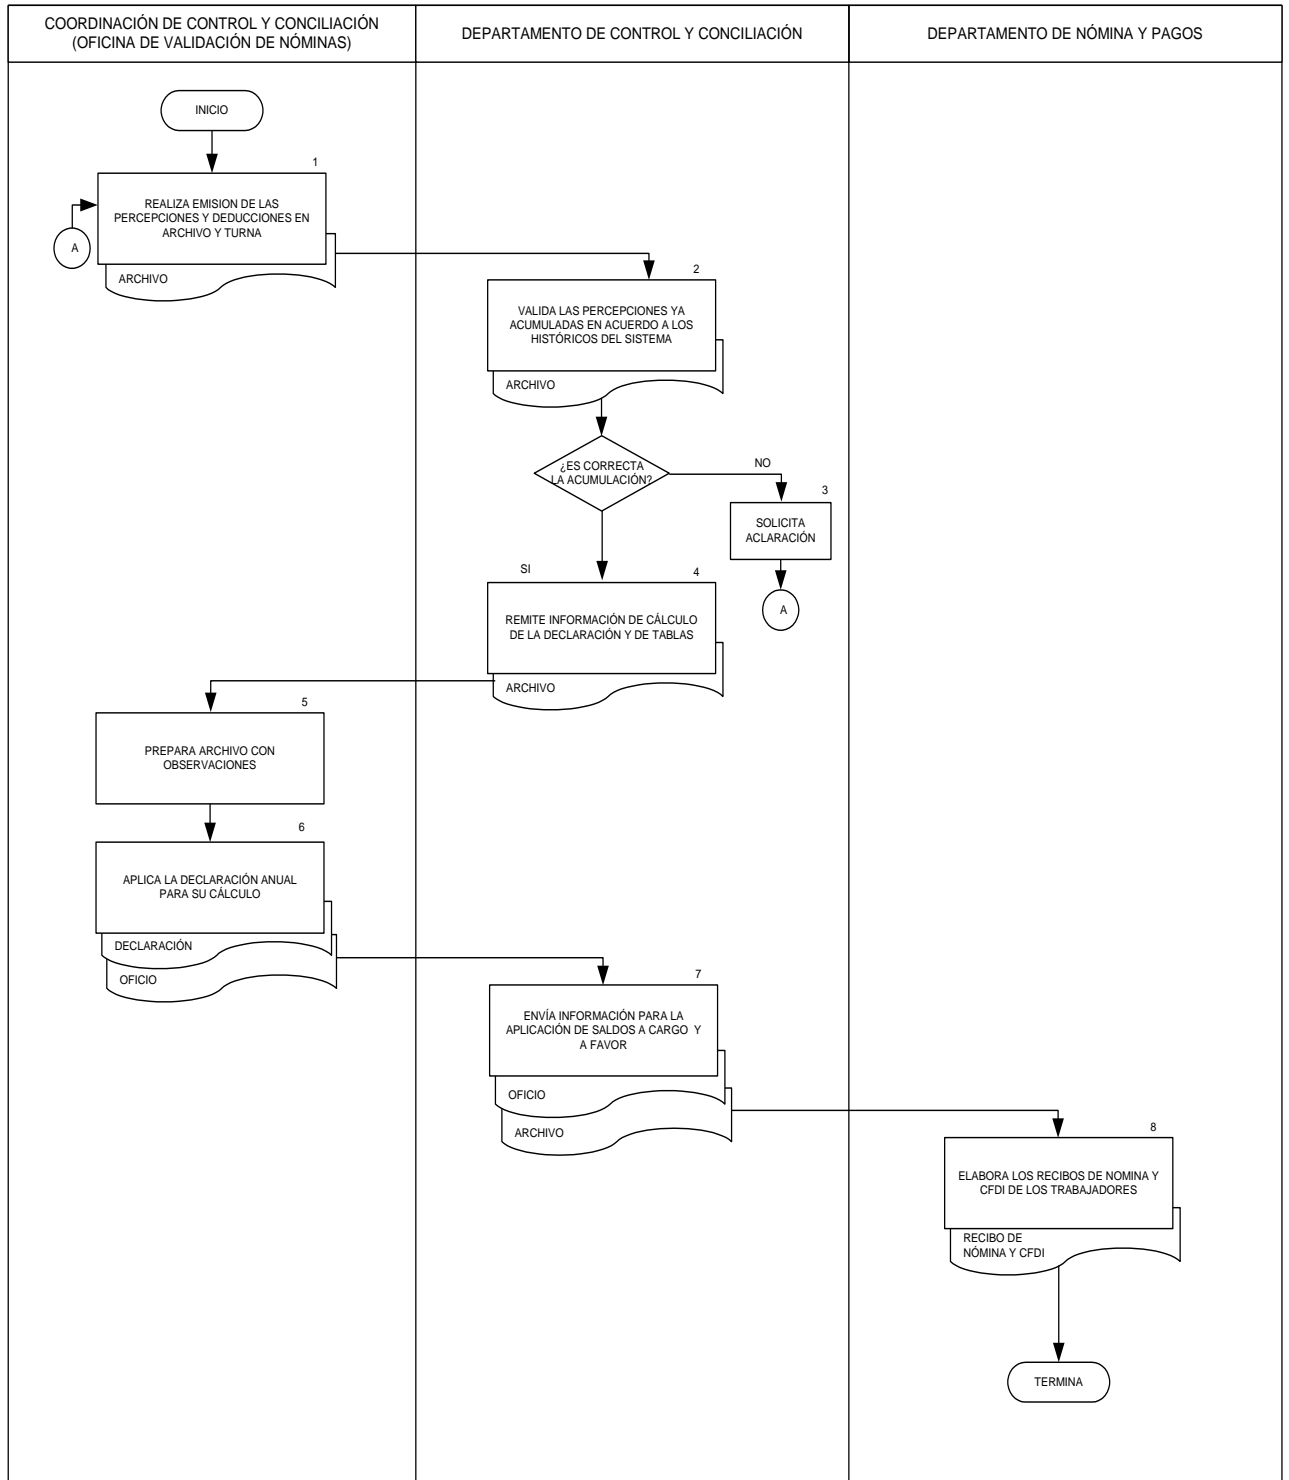 COORDINACIÓN DE CONTROL Y CONCILIACIÓN
(OFICINA DE VALIDACIÓN DE NÓMINAS)
DEPARTAMENTO DE CONTROL Y CONCILIACIÓN
DEPARTAMENTO DE NÓMINA Y PAGOS
INICIO
1
REALIZA EMISION DE LAS
PERCEPCIONES Y DEDUCCIONES EN
ARCHIVO Y TURNA
A
ARCHIVO
2
VALIDA LAS PERCEPCIONES YA
ACUMULADAS EN ACUERDO A LOS
HISTÓRICOS DEL SISTEMA
ARCHIVO
¿ES CORRECTA
LA ACUMULACIÓN?
NO
3
SOLICITA
ACLARACIÓN
A
SI
4
REMITE INFORMACIÓN DE CÁLCULO
DE LA DECLARACIÓN Y DE TABLAS
ARCHIVO
5
PREPARA ARCHIVO CON
OBSERVACIONES
6
APLICA LA DECLARACIÓN ANUAL
PARA SU CÁLCULO
DECLARACIÓN
OFICIO
7
ENVÍA INFORMACIÓN PARA LA
APLICACIÓN DE SALDOS A CARGO Y
A FAVOR
OFICIO
ARCHIVO
8
ELABORA LOS RECIBOS DE NOMINA Y
CFDI DE LOS TRABAJADORES
RECIBO DE
NÓMINA Y CFDI
TERMINA